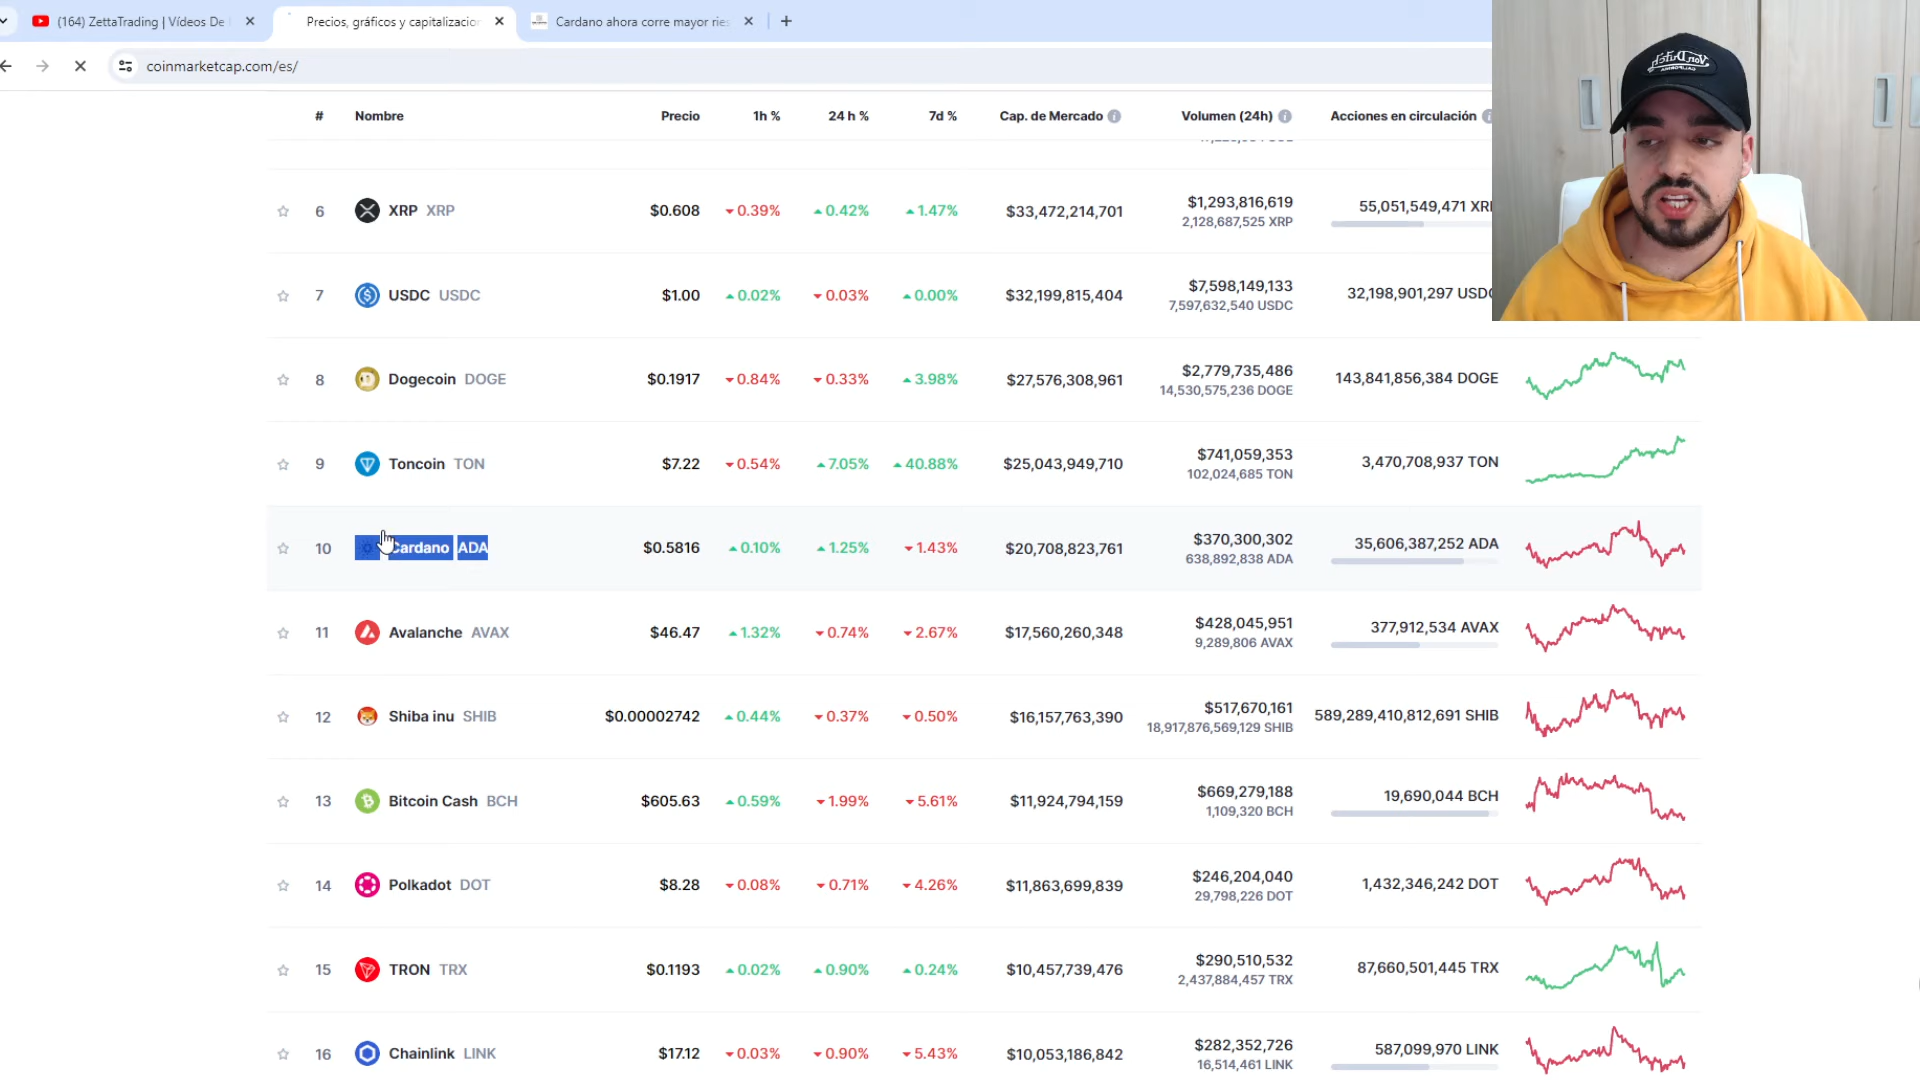 (164) ZettaTrading | Vídeos De
Precios, gráficos y capitalizacion
Cardano ahora corre mayor ries
coinmarketcap.com/es/
# Nombre Precio 1h % 24 h % 7d % Cap. de Mercado Volumen (24h) Acciones en circulación
6 XRP XRP $0.608 0.39% 0.42% 1.47% $33,472,214,701 $1,293,816,619 55,051,549,471 XRP
2,128,687,525 XRP
7 USDC USDC $1.00 0.02% 0.03% 0.00% $32,199,815,404 $7,598,149,133 32,198,901,297 USDC
7,597,632,540 USDC
8 Dogecoin DOGE $0.1917 0.84% 0.33% 3.98% $27,576,308,961 $2,779,735,486 143,841,856,384 DOGE
14,530,575,236 DOGE
9 Toncoin TON $7.22 0.54% 7.05% 40.88% $25,043,949,710 $741,059,353 3,470,708,937 TON
102,024,685 TON
10 Cardano ADA $0.5816 0.10% 1.25% 1.43% $20,708,823,761 $370,300,302 35,606,387,252 ADA
638,892,838 ADA
11 Avalanche AVAX $46.47 1.32% 0.74% 2.67% $17,560,260,348 $428,045,951 377,912,534 AVAX
9,289,806 AVAX
12 Shiba inu SHIB $0.00002742 0.44% 0.37% 0.50% $16,157,763,390 $517,670,161 589,289,410,812,691 SHIB
18,917,876,569,129 SHIB
13 Bitcoin Cash BCH $605.63 0.59% 1.99% 5.61% $11,924,794,159 $669,279,188 19,690,044 BCH
1,109,320 BCH
14 Polkadot DOT $8.28 0.08% 0.71% 4.26% $11,863,699,839 $246,204,040 1,432,346,242 DOT
29,798,226 DOT
15 TRON TRX $0.1193 0.02% 0.90% 0.24% $10,457,739,476 $290,510,532 87,660,501,445 TRX
2,437,884,457 TRX
16 Chainlink LINK $17.12 0.03% 0.90% 5.43% $10,053,186,842 $282,352,726 587,099,970 LINK
16,514,461 LINK